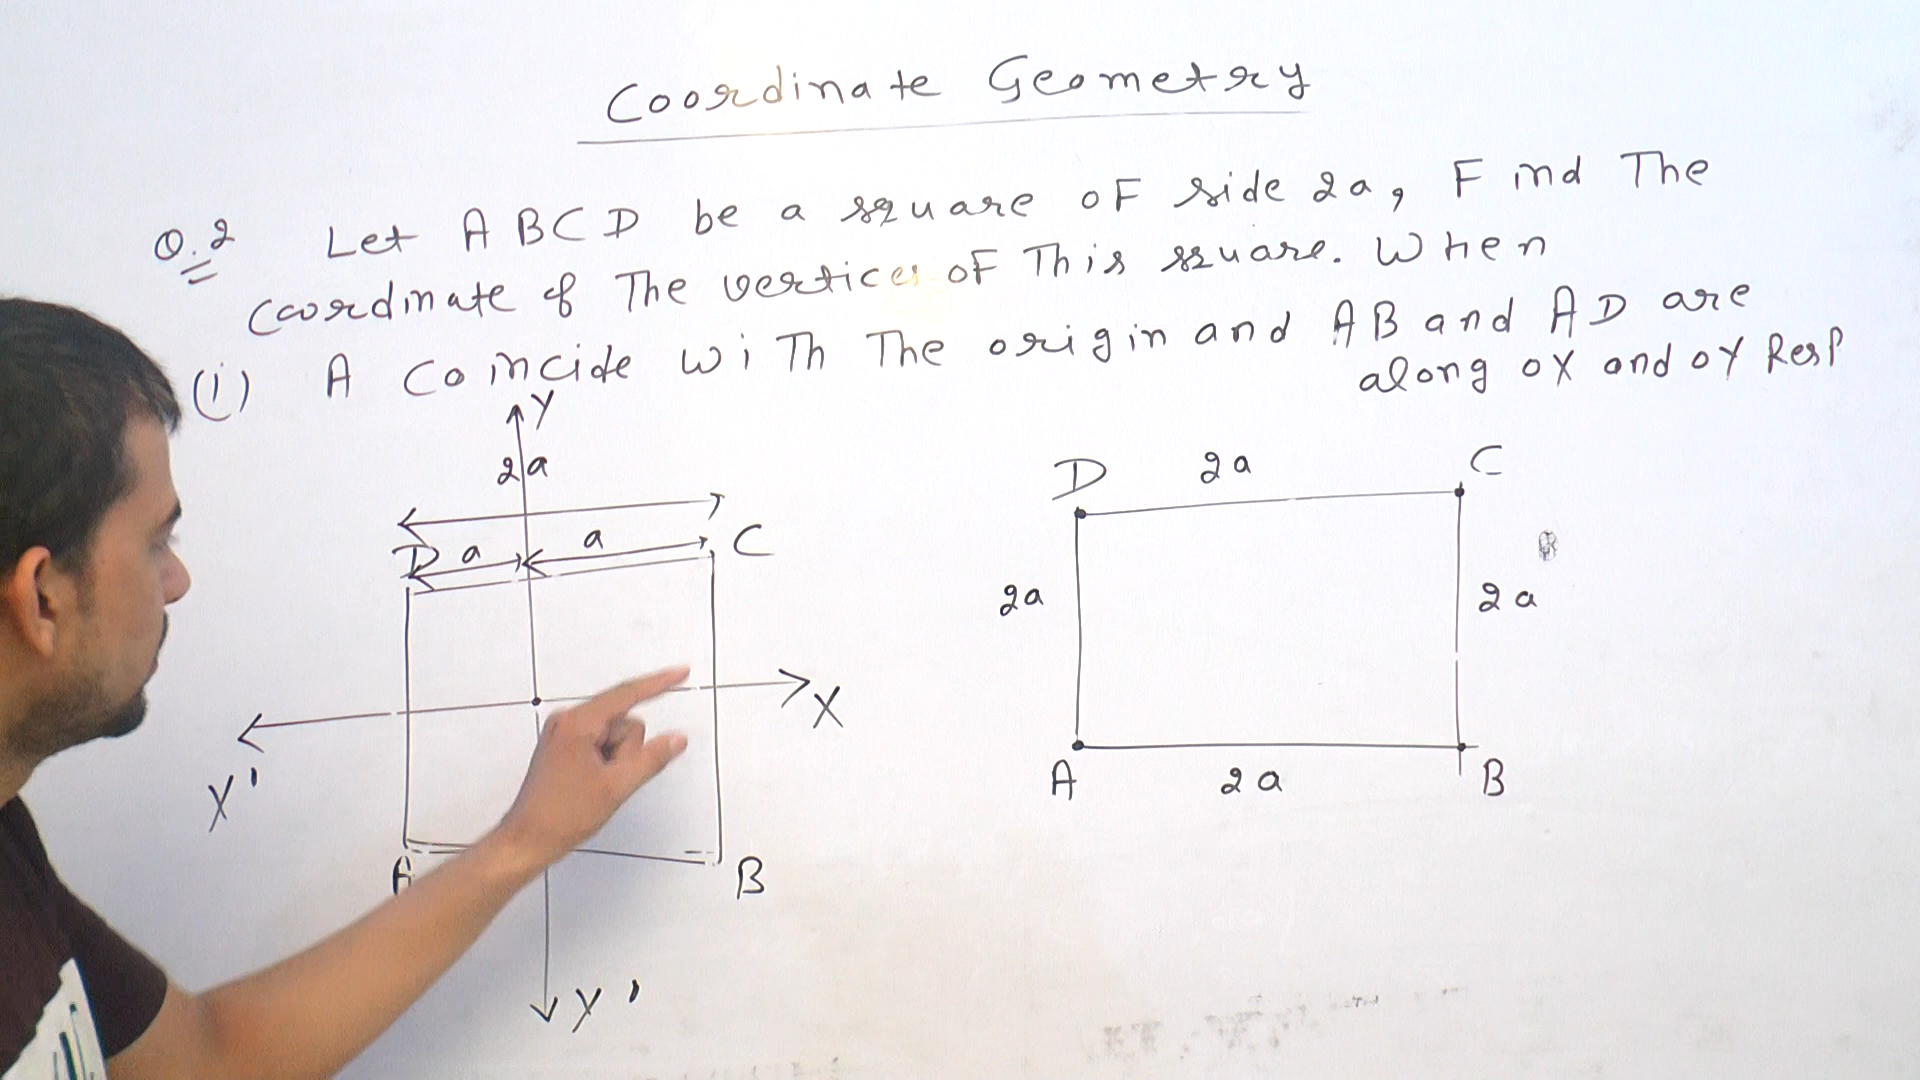 Coordinate Geometry
Q.2 Let ABCD be a square of side 2a, Find The
Coordinate of The vertices of This square. When
(i) A Coincide with The origin and AB and AD are
along OX and OY Resp
Y
2a
D a a C
X
X'
A B
Y'
D 2a C
2a 2a
A 2a B